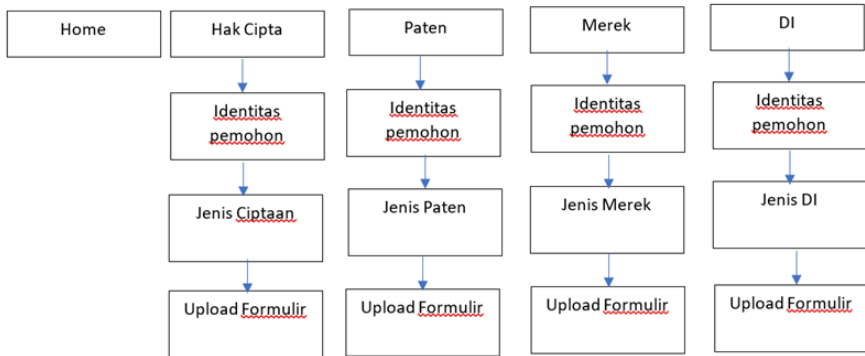 Home
Hak Cipta
Paten
Merek
DI
Identitas
pemohon
Identitas
pemohon
Identitas
pemohon
Identitas
pemohon
Jenis Ciptaan
Jenis Paten
Jenis Merek
Jenis DI
Upload Formulir
Upload Formulir
Upload Formulir
Upload Formulir